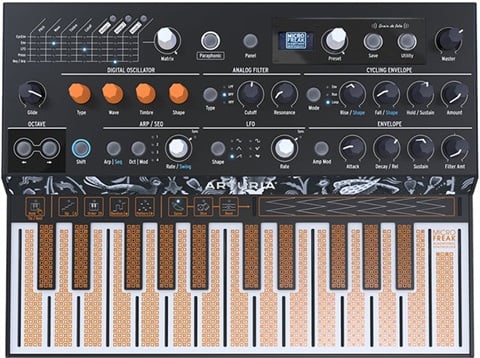 Matrix
Paraphonic
Panel
MICRO
FREAK
Preset
Save
Utility
Master
DIGITAL OSCILLATOR
ANALOG FILTER
CYCLING ENVELOPE
Glide
Type
Wave
Timbre
Shape
Type
Cutoff
Resonance
Mode
Rise / Shape
Fall / Shape
Hold / Sustain
Amount
OCTAVE
ARP / SEQ
LFO
ENVELOPE
Shift
Arp | Seq
Oct | Mod
Rate / Swing
Shape
Rate
Amp Mod
Attack
Decay / Rel
Sustain
Filter Amt
ARTURIA
MICRO
FREAK